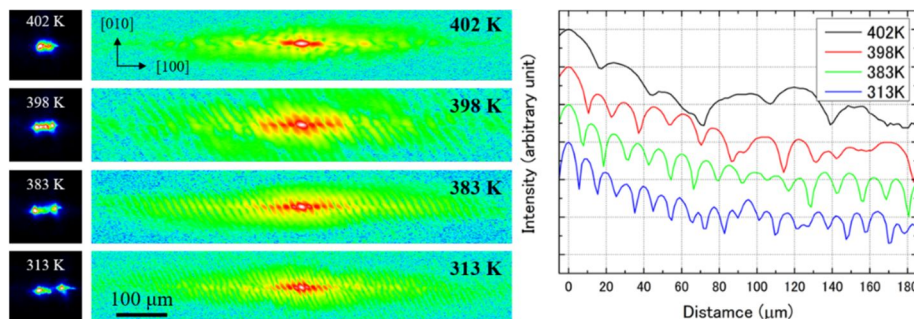 402 K
398 K
383 K
313 K
[010]
[100]
402 K
398 K
383 K
313 K
100 μm
Intensity (arbitrary unit)
402K
398K
383K
313K
0 20 40 60 80 100 120 140 160 180
Distamce (μm)